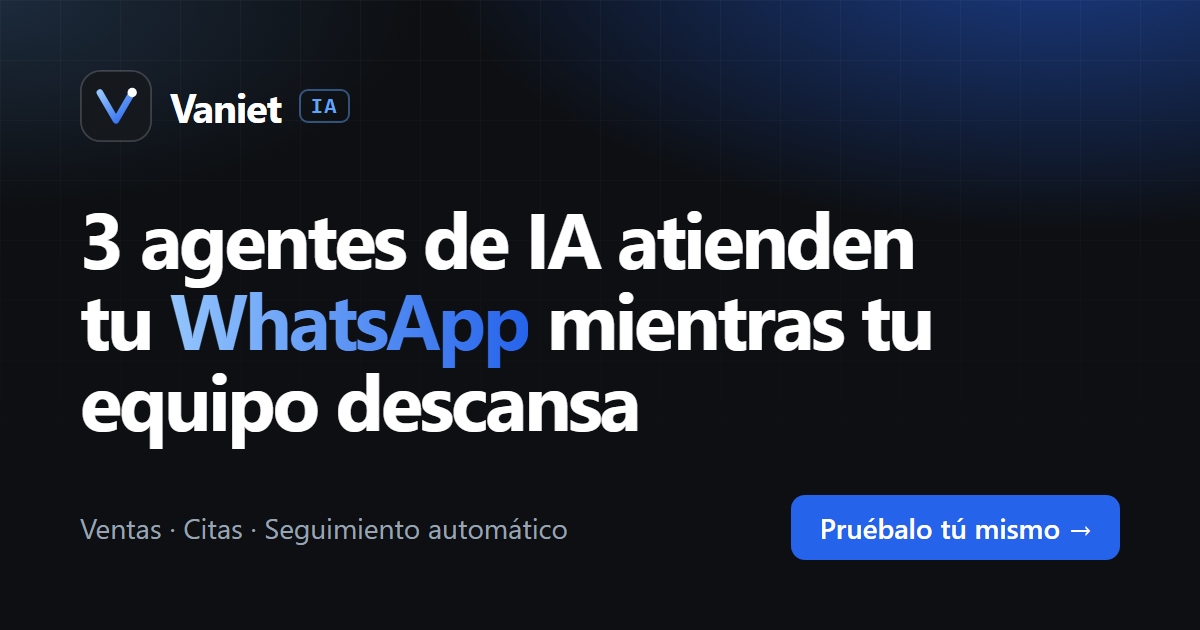 Vaniet IA
3 agentes de IA atienden
tu WhatsApp mientras tu
equipo descansa
Ventas · Citas · Seguimiento automático
Pruébalo tú mismo →